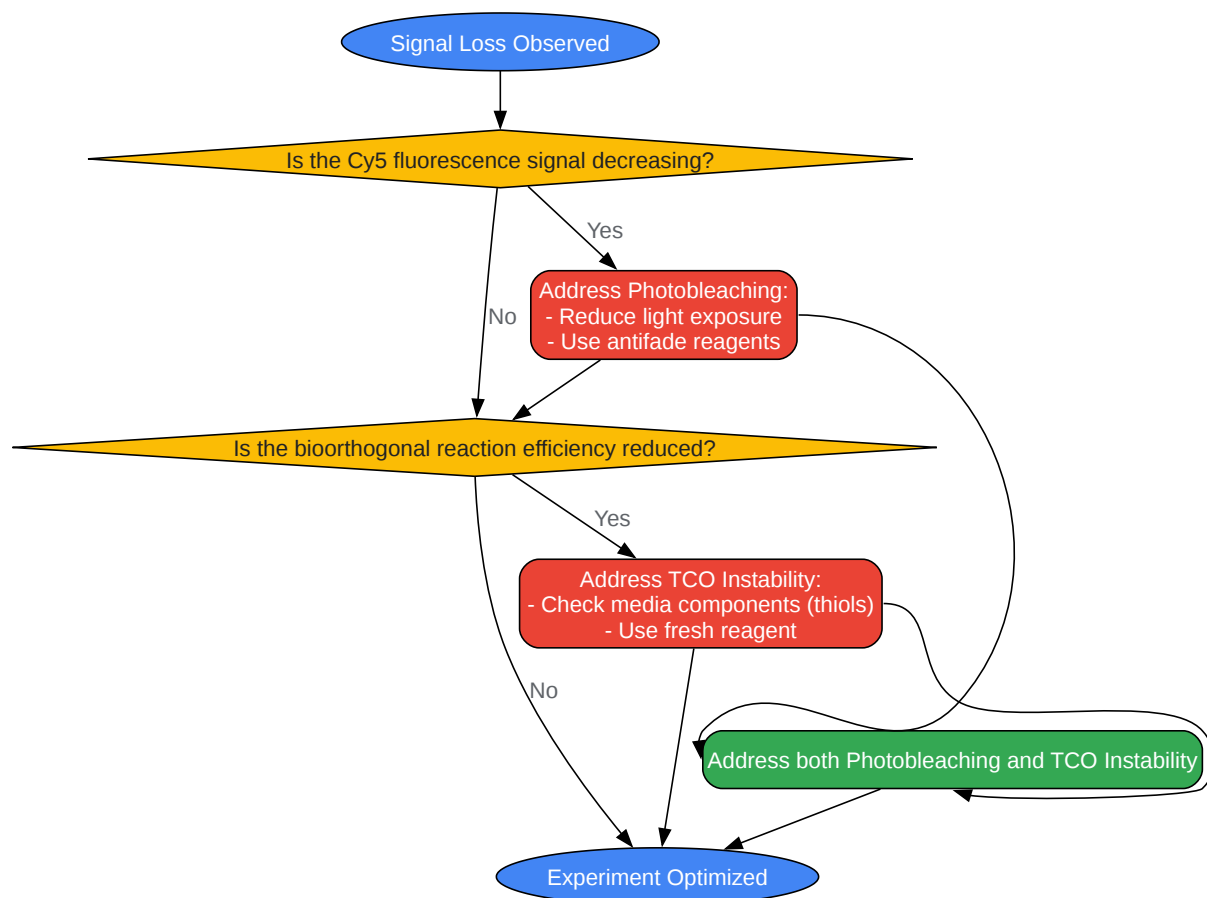 Signal Loss Observed
Is the Cy5 fluorescence signal decreasing?
Yes
Address Photobleaching:
- Reduce light exposure
- Use antifade reagents
No
Is the bioorthogonal reaction efficiency reduced?
Yes
Address TCO Instability:
- Check media components (thiols)
- Use fresh reagent
No
Address both Photobleaching and TCO Instability
Experiment Optimized